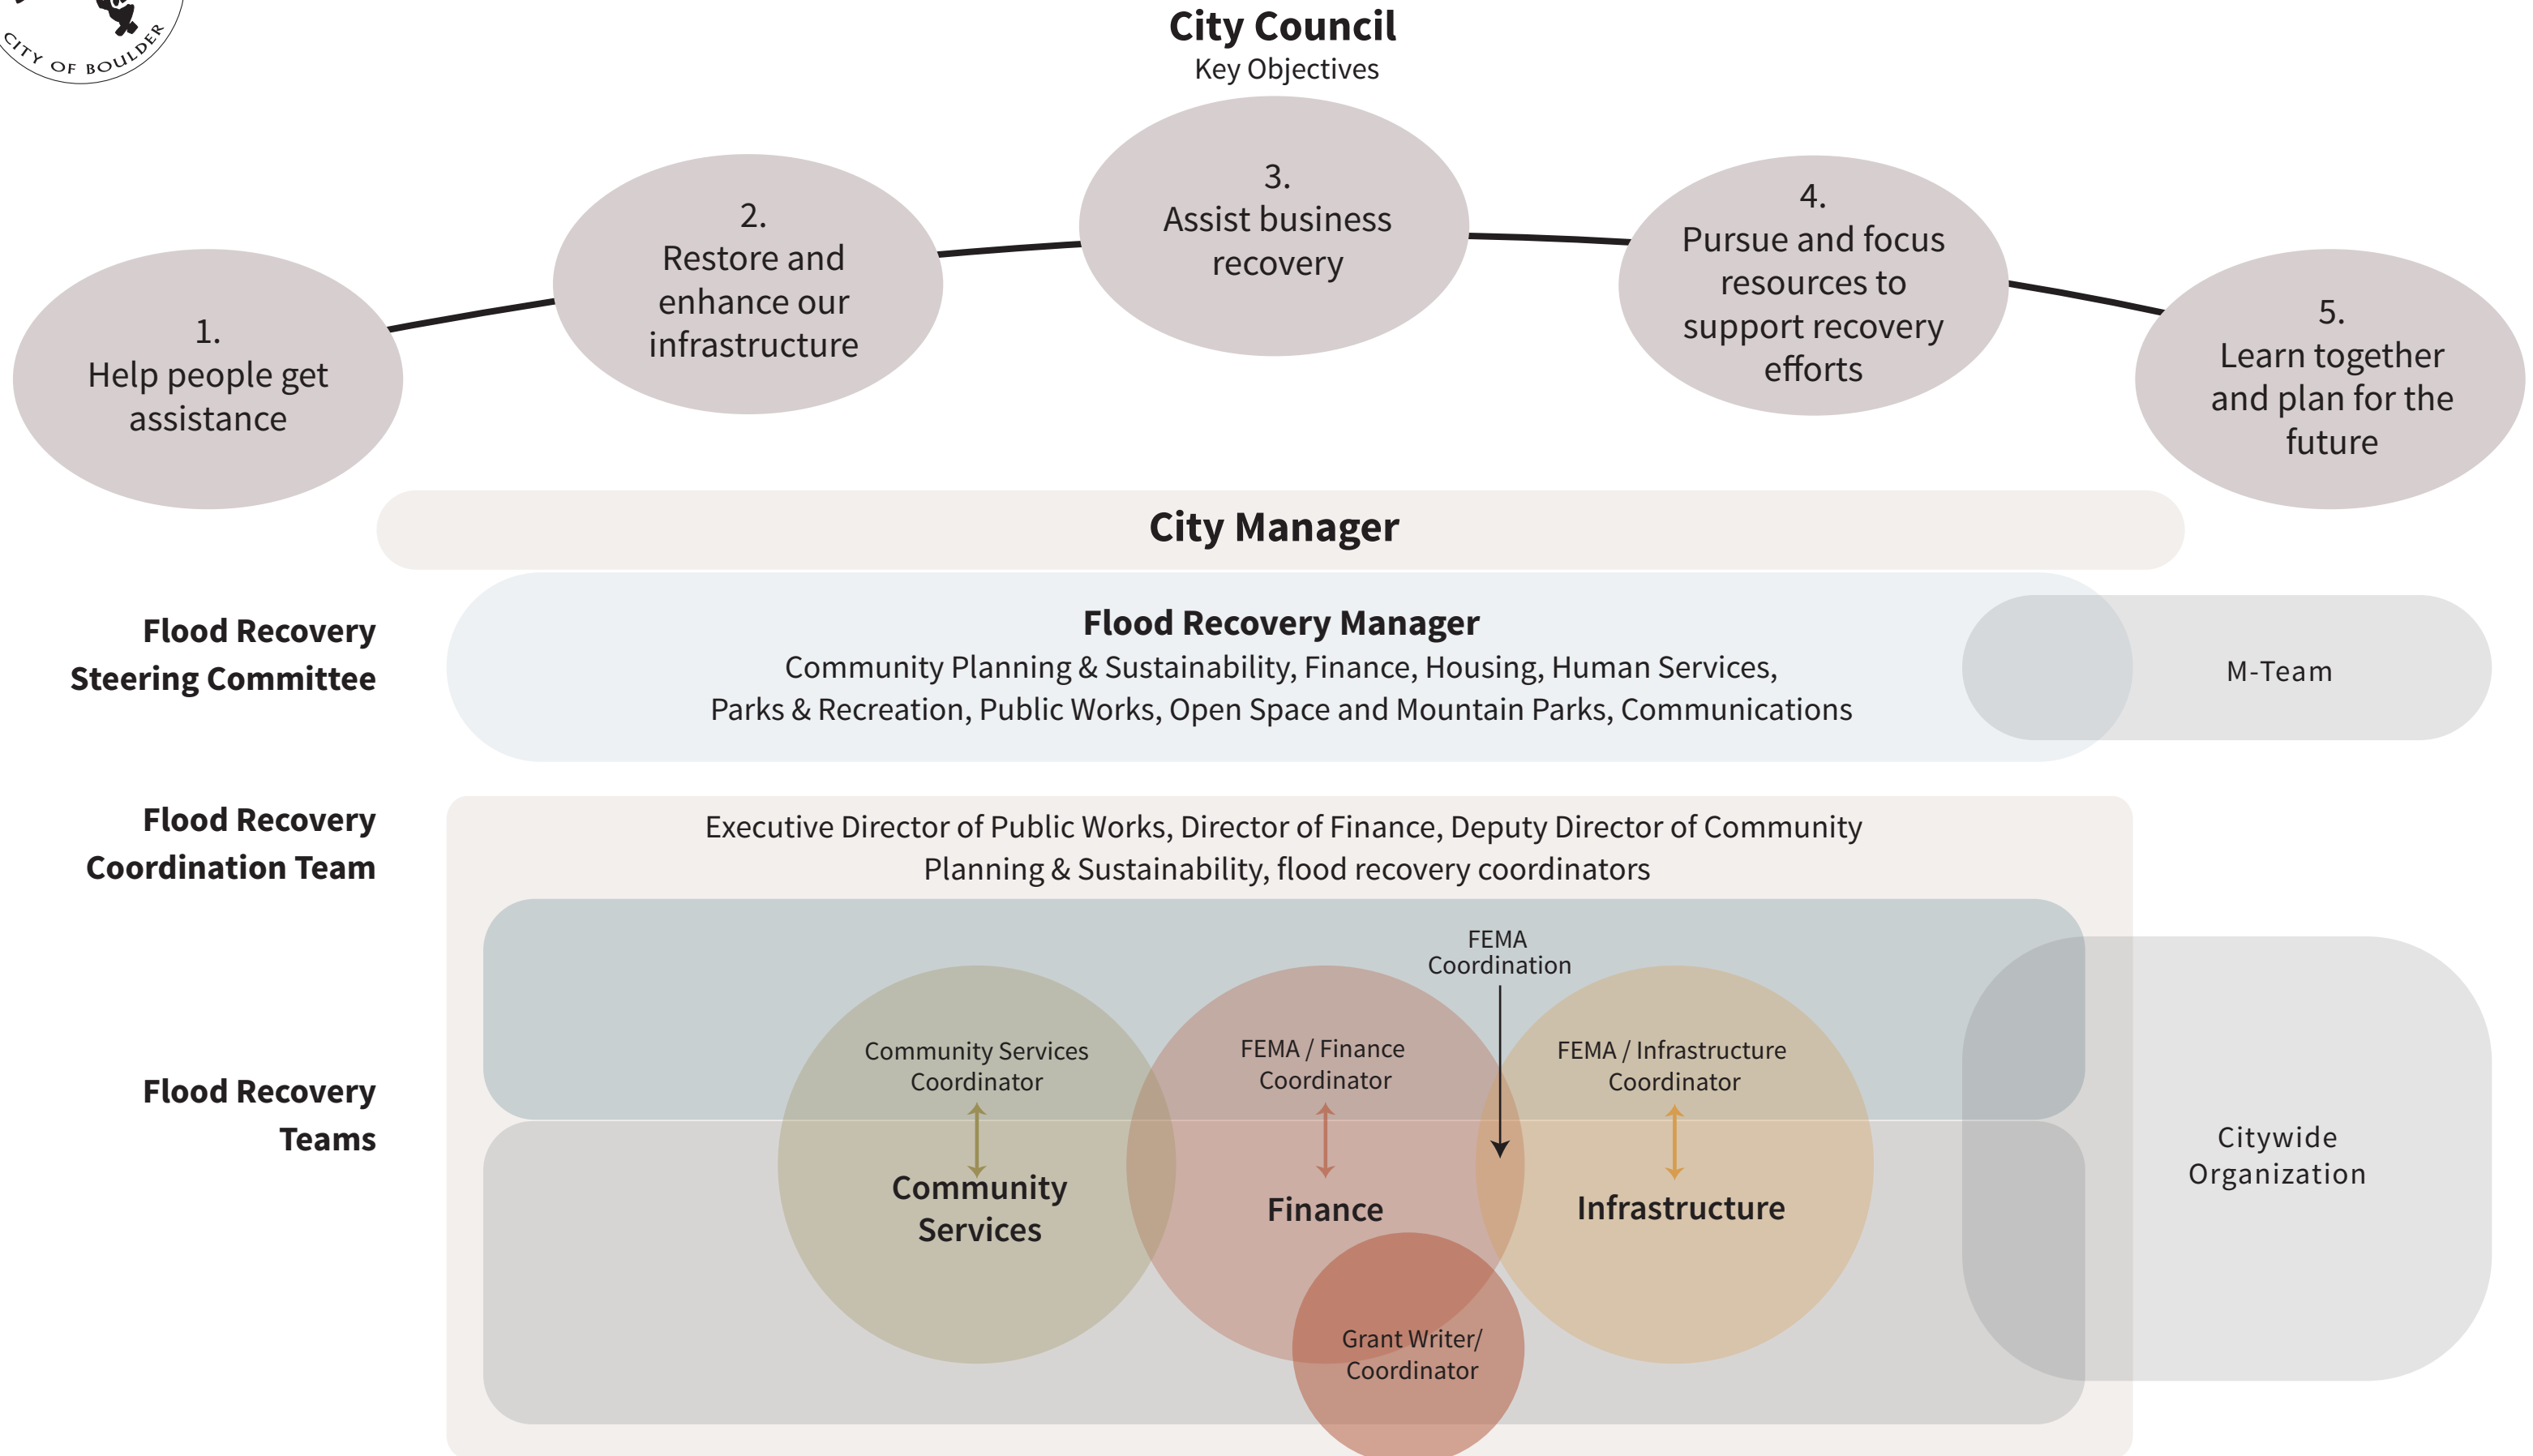 CITY OF BOULDER
City Council
Key Objectives
1.
Help people get
assistance
2.
Restore and
enhance our
infrastructure
3.
Assist business
recovery
4.
Pursue and focus
resources to
support recovery
efforts
5.
Learn together
and plan for the
future
City Manager
Flood Recovery
Steering Committee
Flood Recovery Manager
Community Planning & Sustainability, Finance, Housing, Human Services,
Parks & Recreation, Public Works, Open Space and Mountain Parks, Communications
M-Team
Flood Recovery
Coordination Team
Executive Director of Public Works, Director of Finance, Deputy Director of Community
Planning & Sustainability, flood recovery coordinators
FEMA
Coordination
Flood Recovery
Teams
Community Services
Coordinator
Community
Services
FEMA / Finance
Coordinator
Finance
FEMA / Infrastructure
Coordinator
Infrastructure
Grant Writer/
Coordinator
Citywide
Organization